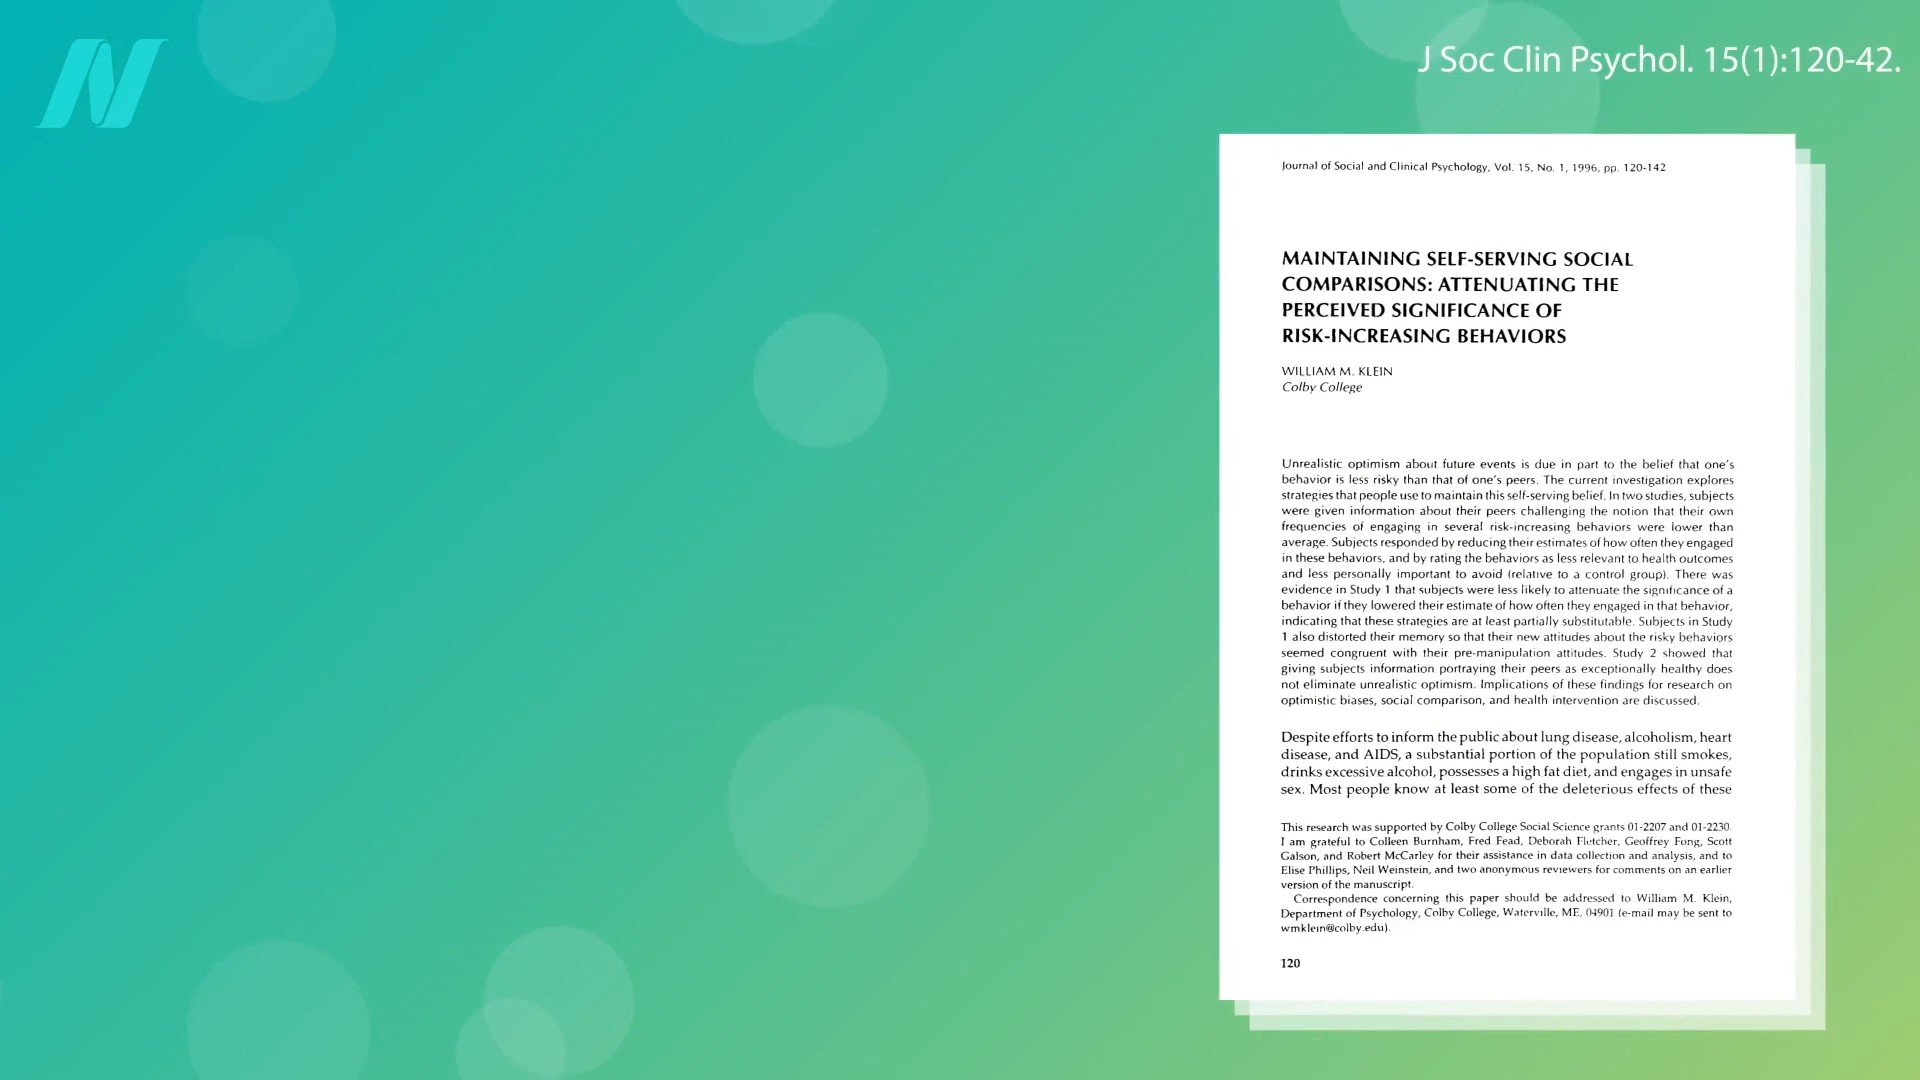 J Soc Clin Psychol. 15(1):120-42.
Journal of Social and Clinical Psychology, Vol. 15, No. 1, 1996, pp. 120-142
MAINTAINING SELF-SERVING SOCIAL
COMPARISONS: ATTENUATING THE
PERCEIVED SIGNIFICANCE OF
RISK-INCREASING BEHAVIORS
WILLIAM M. KLEIN
Colby College
Unrealistic optimism about future events is due in part to the belief that one's
behavior is less risky than that of one's peers. The current investigation explores
strategies that people use to maintain this self-serving belief. In two studies, subjects
were given information about their peers challenging the notion that their own
frequencies of engaging in several risk-increasing behaviors were lower than
average. Subjects responded by reducing their estimates of how often they engaged
in these behaviors, and by rating the behaviors as less relevant to health outcomes
and less personally important to avoid (relative to a control group). There was
evidence in Study 1 that subjects were less likely to attenuate the significance of a
behavior if they lowered their estimate of how often they engaged in that behavior,
indicating that these strategies are at least partially substitutable. Subjects in Study
1 also distorted their memory so that their new attitudes about the risky behaviors
seemed congruent with their pre-manipulation attitudes. Study 2 showed that
giving subjects information portraying their peers as exceptionally healthy does
not eliminate unrealistic optimism. Implications of these findings for research on
optimistic biases, social comparison, and health intervention are discussed.
Despite efforts to inform the public about lung disease, alcoholism, heart
disease, and AIDS, a substantial portion of the population still smokes,
drinks excessive alcohol, possesses a high fat diet, and engages in unsafe
sex. Most people know at least some of the deleterious effects of these
This research was supported by Colby College Social Science grants 01-2207 and 01-2230.
I am grateful to Colleen Burnham, Fred Fead, Deborah Fletcher, Geoffrey Fong, Scott
Galson, and Robert McCarley for their assistance in data collection and analysis, and to
Elise Phillips, Neil Weinstein, and two anonymous reviewers for comments on an earlier
version of the manuscript.
Correspondence concerning this paper should be addressed to William M. Klein,
Department of Psychology, Colby College, Waterville, ME, 04901 (e-mail may be sent to
wmklein@colby.edu).
120